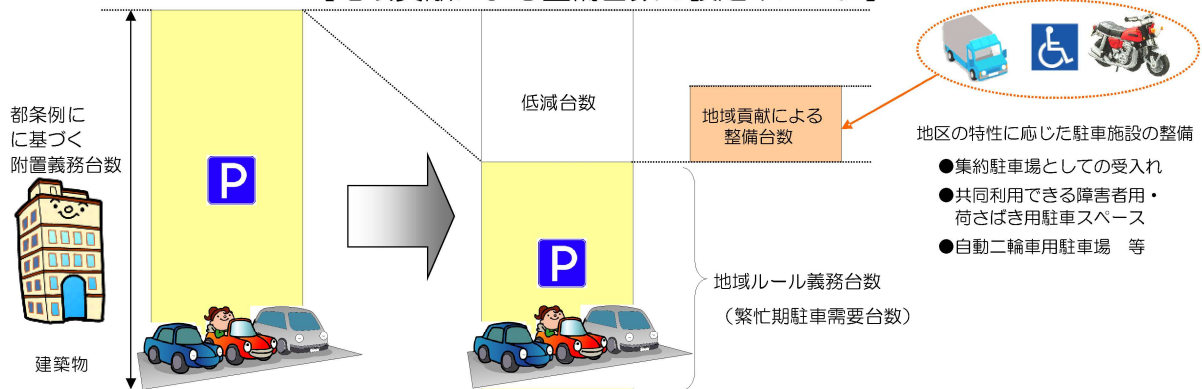 都条例に
に基づく
附置義務台数
建築物
P
低減台数
P
地域貢献による
整備台数
地域ルール義務台数
(繁忙期駐車需要台数)
地区の特性に応じた駐車施設の整備
●集約駐車場としての受入れ
●共同利用できる障害者用・
荷さばき用駐車スペース
●自動二輪車用駐車場 等